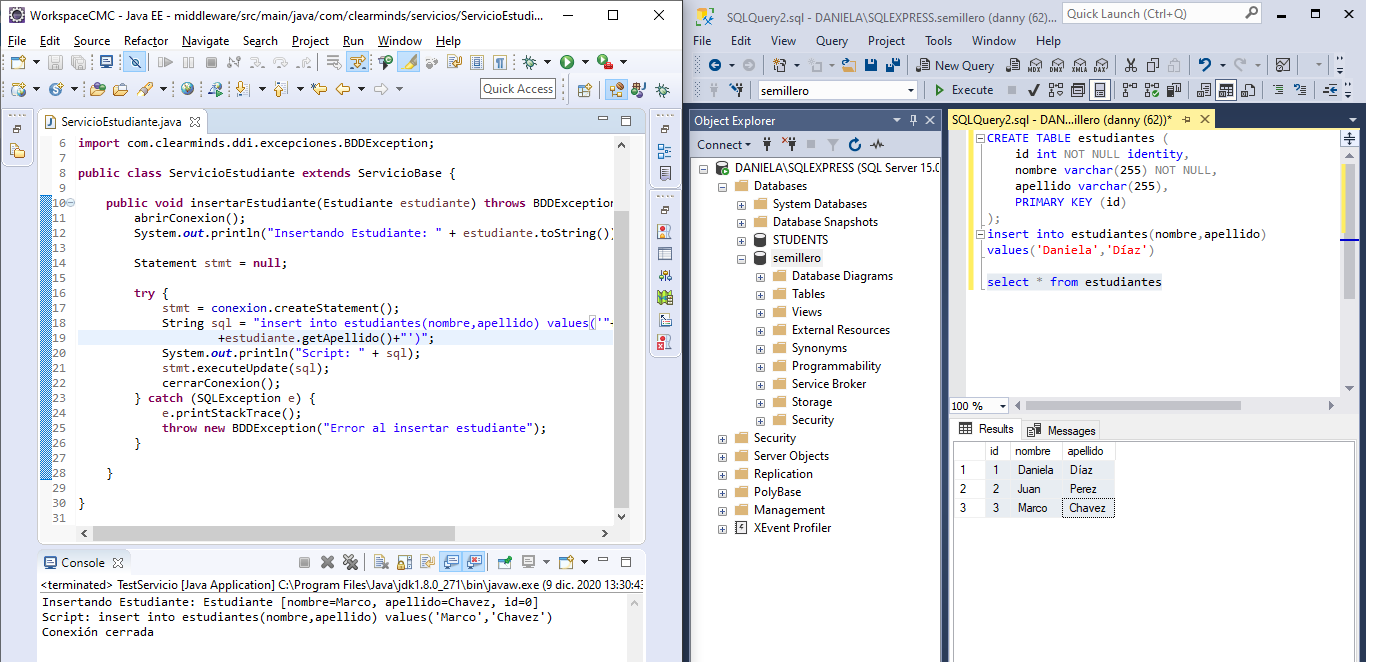 WorkspaceCMC - Java EE - middleware/src/main/java/com/clearminds/servicios/ServicioEstudi...
File Edit Source Refactor Navigate Search Project Run Window Help
Quick Access
ServicioEstudiante.java
6 import com.clearminds.ddi.excepciones.BDDException;
7
8 public class ServicioEstudiante extends ServicioBase {
9
10 public void insertarEstudiante(Estudiante estudiante) throws BDDException
11 abrirConexion();
12 System.out.println("Insertando Estudiante: " + estudiante.toString())
13
14 Statement stmt = null;
15
16 try {
17 stmt = conexion.createStatement();
18 String sql = "insert into estudiantes(nombre,apellido) values('"+
19 +estudiante.getApellido()+"')";
20 System.out.println("Script: " + sql);
21 stmt.executeUpdate(sql);
22 cerrarConexion();
23 } catch (SQLException e) {
24 e.printStackTrace();
25 throw new BDDException("Error al insertar estudiante");
26 }
27
28 }
29
30 }
31
Console
<terminated> TestServicio [Java Application] C:\Program Files\Java\jdk1.8.0_271\bin\javaw.exe (9 dic. 2020 13:30:43
Insertando Estudiante: Estudiante [nombre=Marco, apellido=Chavez, id=0]
Script: insert into estudiantes(nombre,apellido) values('Marco','Chavez')
Conexión cerrada
SQLQuery2.sql - DANIELA\SQLEXPRESS.semillero (danny (62))...
Quick Launch (Ctrl+Q)
File Edit View Query Project Tools Window Help
New Query MDX DMX XMLA DAX
semillero Execute
Object Explorer
Connect
DANIELA\SQLEXPRESS (SQL Server 15.0
Databases
System Databases
Database Snapshots
STUDENTS
semillero
Database Diagrams
Tables
Views
External Resources
Synonyms
Programmability
Service Broker
Storage
Security
Security
Server Objects
Replication
PolyBase
Management
XEvent Profiler
SQLQuery2.sql - DAN...illero (danny (62))*
CREATE TABLE estudiantes (
id int NOT NULL identity,
nombre varchar(255) NOT NULL,
apellido varchar(255),
PRIMARY KEY (id)
);
insert into estudiantes(nombre,apellido)
values('Daniela','Díaz')
select * from estudiantes
100 %
Results Messages
id nombre apellido
1 1 Daniela Díaz
2 2 Juan Perez
3 3 Marco Chavez